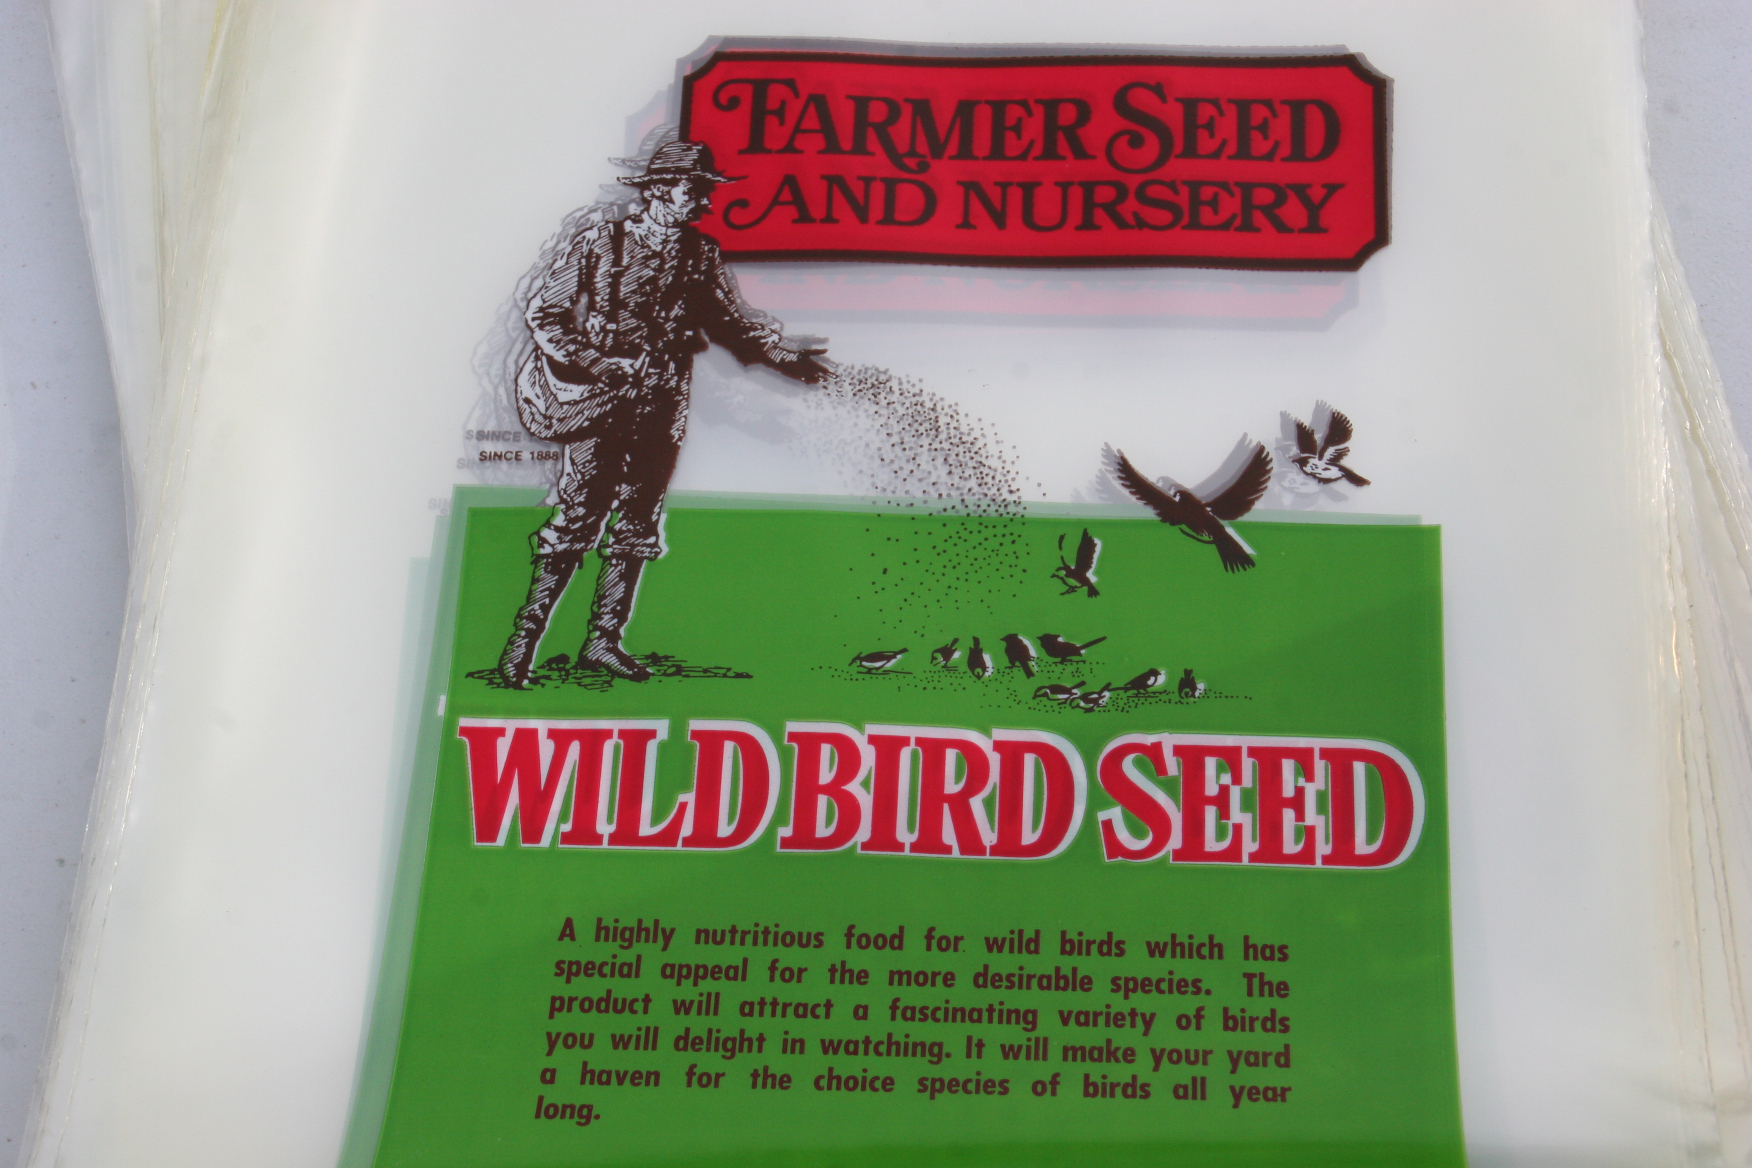 FARMER SEED
AND NURSERY
SINCE
SINCE 1888
WILD BIRD SEED
A highly nutritious food for wild birds which has
special appeal for the more desirable species. The
product will attract a fascinating variety of birds
you will delight in watching. It will make your yard
a haven for the choice species of birds all year
long.